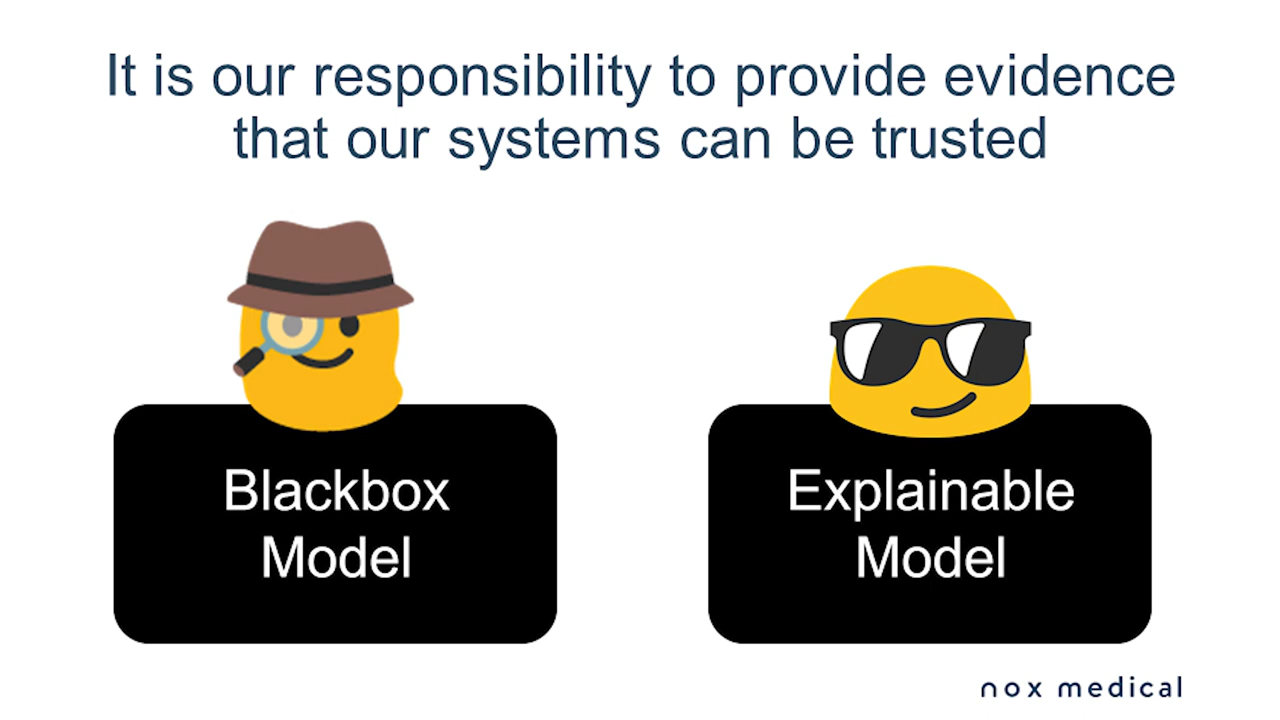 It is our responsibility to provide evidence
that our systems can be trusted
Blackbox
Model
Explainable
Model
nox medical